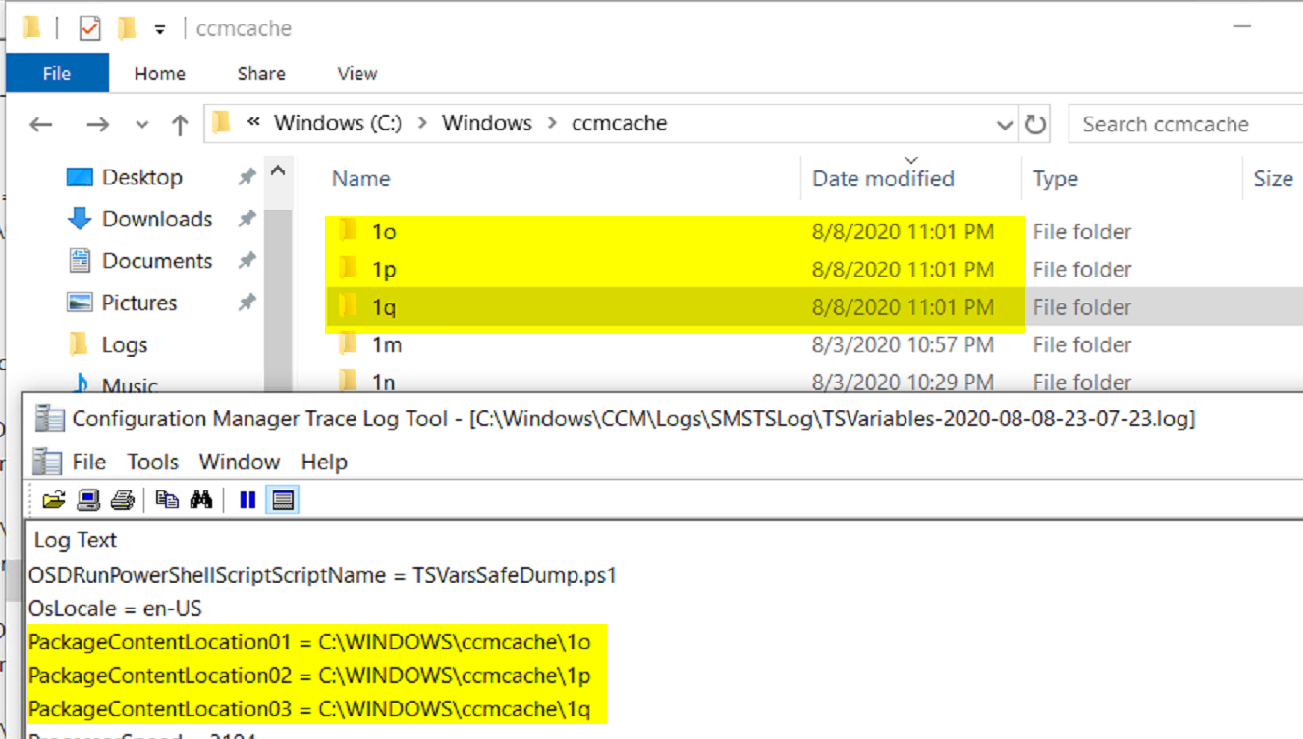 ccmcache
File Home Share View
« Windows (C:) > Windows > ccmcache Search ccmcache
Name Date modified Type Size
Desktop
Downloads
Documents
Pictures
Logs
Music
1o 8/8/2020 11:01 PM File folder
1p 8/8/2020 11:01 PM File folder
1q 8/8/2020 11:01 PM File folder
1m 8/3/2020 10:57 PM File folder
1n 8/3/2020 10:29 PM File folder
Configuration Manager Trace Log Tool - [C:\Windows\CCM\Logs\SMSTSLog\TSVariables-2020-08-08-23-07-23.log]
File Tools Window Help
Log Text
OSDRunPowerShellScriptScriptName = TSVarsSafeDump.ps1
OsLocale = en-US
PackageContentLocation01 = C:\WINDOWS\ccmcache\1o
PackageContentLocation02 = C:\WINDOWS\ccmcache\1p
PackageContentLocation03 = C:\WINDOWS\ccmcache\1q